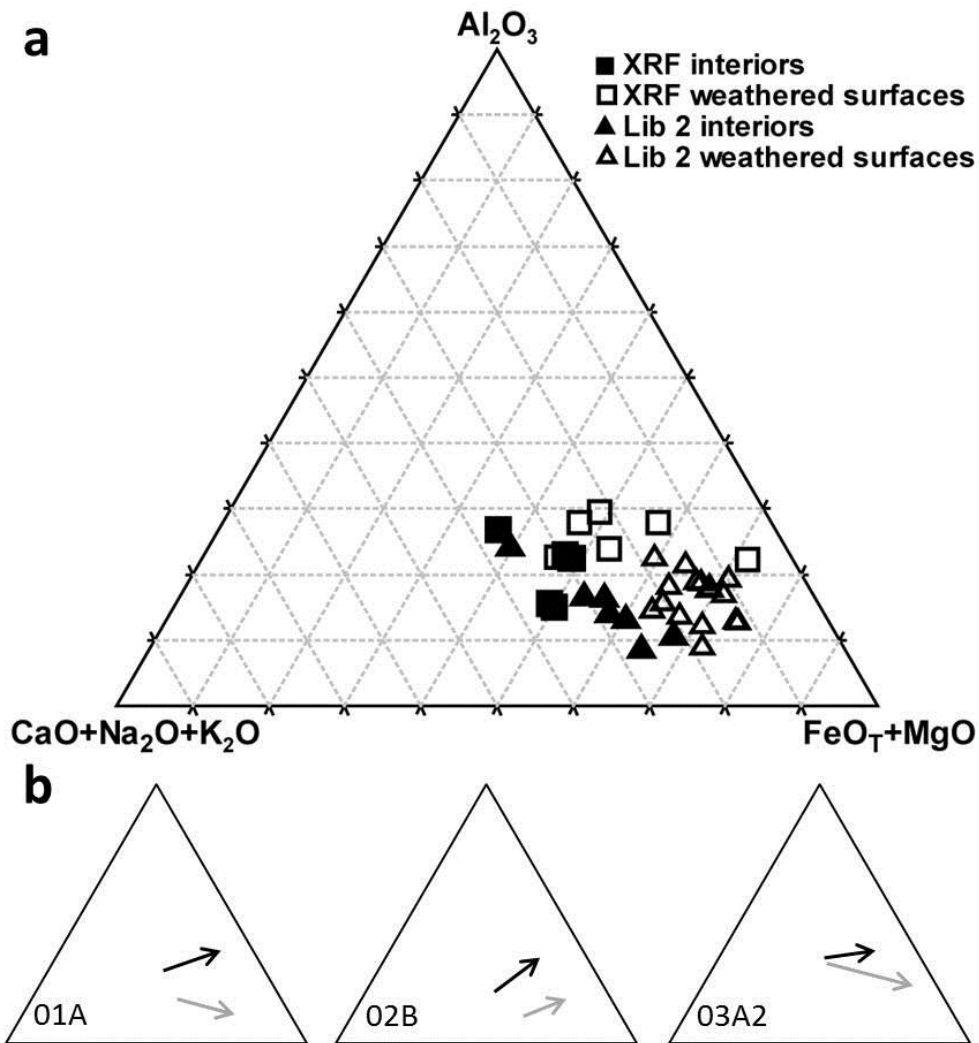 a
Al₂O₃
XRF interiors
XRF weathered surfaces
Lib 2 interiors
Lib 2 weathered surfaces
CaO+Na₂O+K₂O
FeO_T+MgO
b
01A
02B
03A2